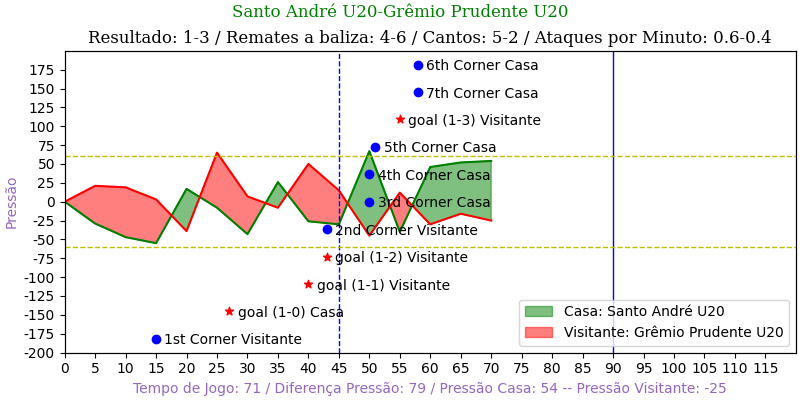 Santo André U20-Grêmio Prudente U20
Resultado: 1-3 / Remates a baliza: 4-6 / Cantos: 5-2 / Ataques por Minuto: 0.6-0.4
175
150
125
100
75
50
25
0
-25
-50
-75
-100
-125
-150
-175
-200
Pressão
6th Corner Casa
7th Corner Casa
goal (1-3) Visitante
5th Corner Casa
4th Corner Casa
3rd Corner Casa
2nd Corner Visitante
goal (1-2) Visitante
goal (1-1) Visitante
goal (1-0) Casa
1st Corner Visitante
Casa: Santo André U20
Visitante: Grêmio Prudente U20
0 5 10 15 20 25 30 35 40 45 50 55 60 65 70 75 80 85 90 95 100 105 110 115
Tempo de Jogo: 71 / Diferença Pressão: 79 / Pressão Casa: 54 -- Pressão Visitante: -25